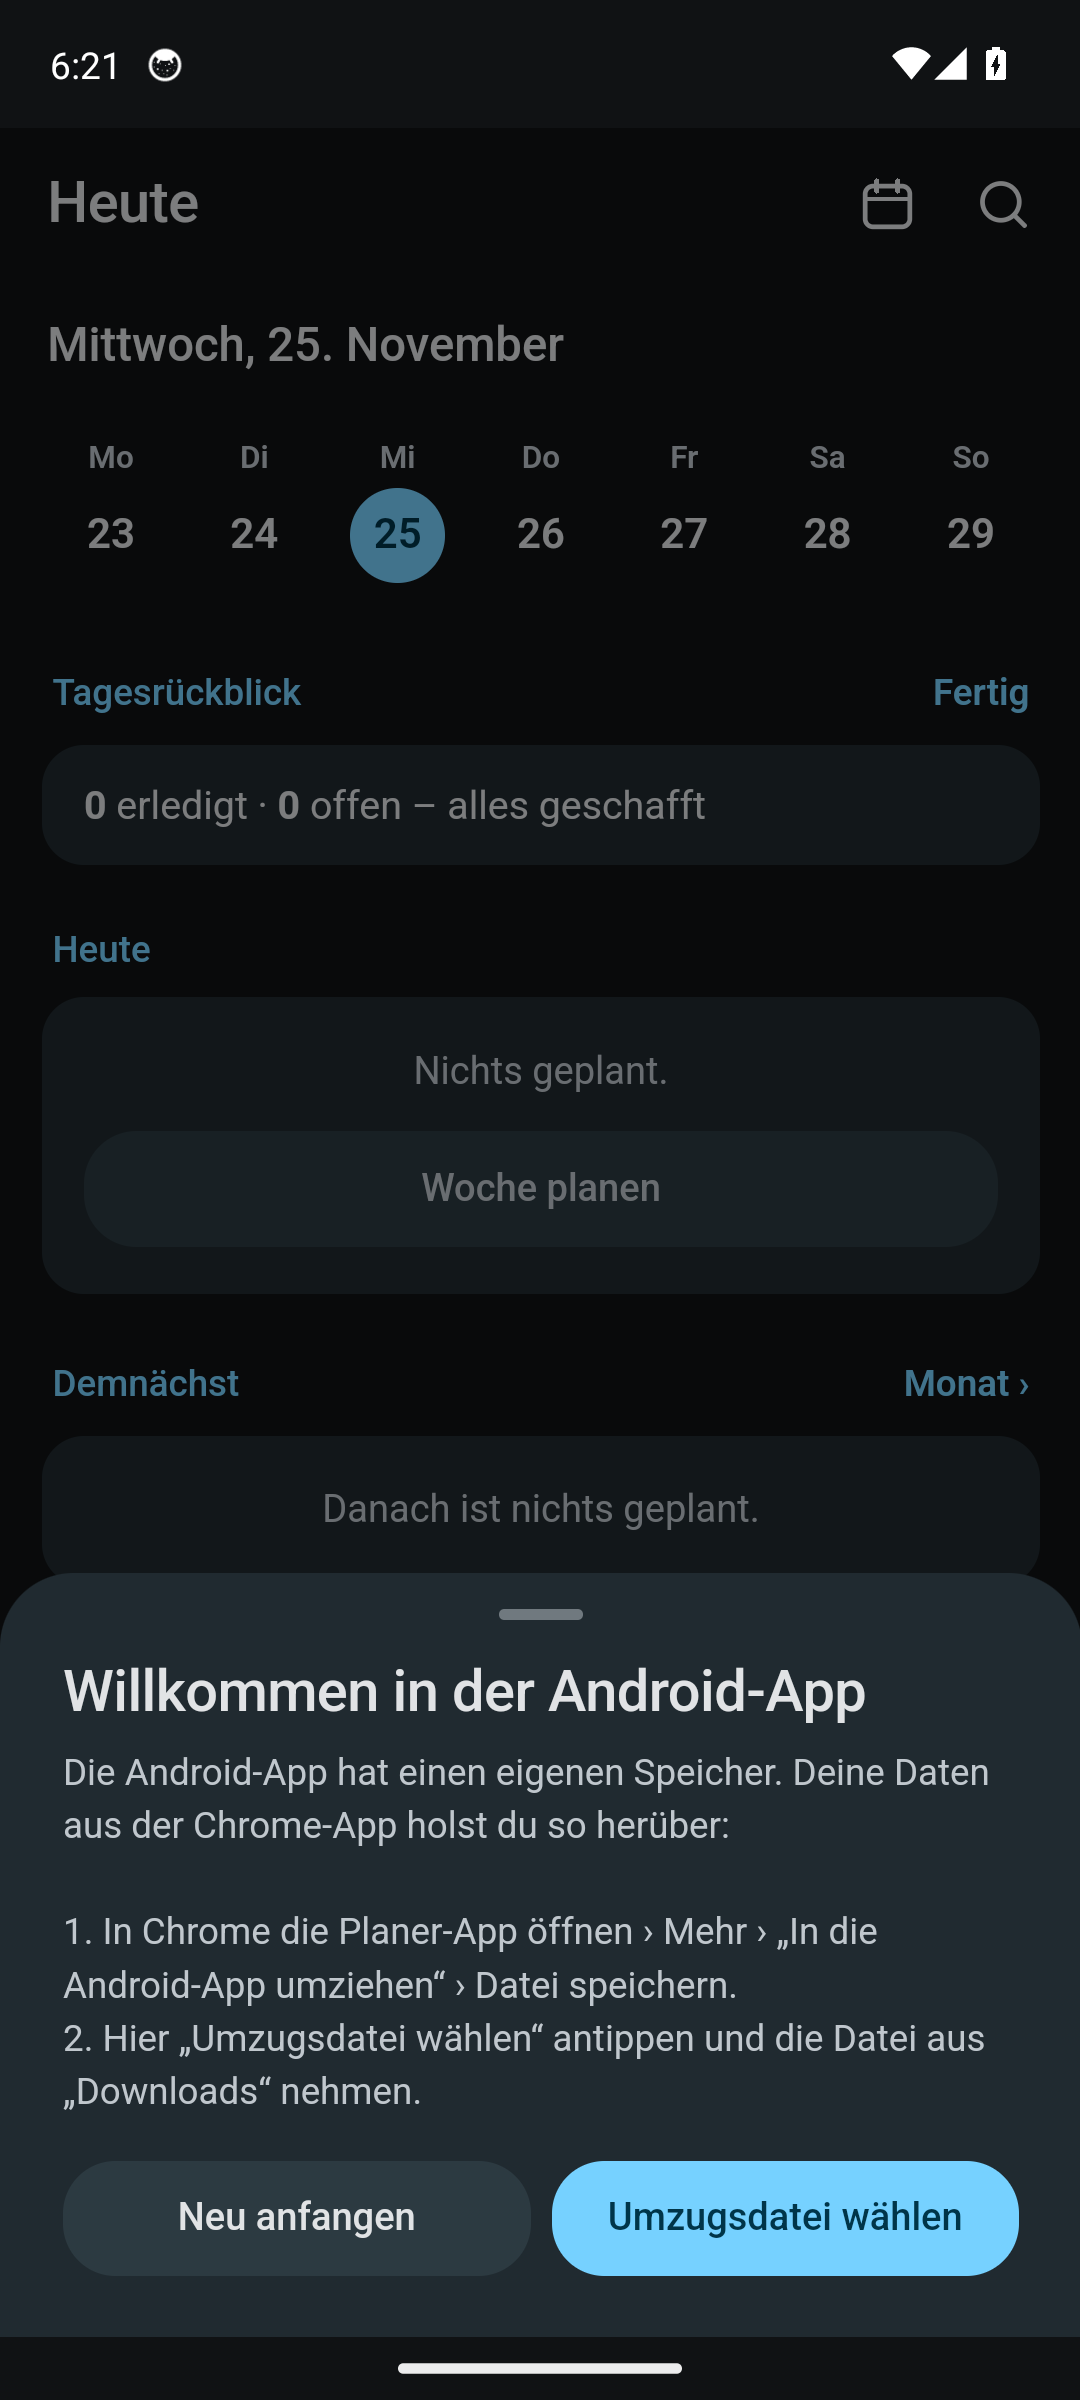 6:21
Heute
Mittwoch, 25. November
Mo Di Mi Do Fr Sa So
23 24 25 26 27 28 29
Tagesrückblick Fertig
0 erledigt · 0 offen – alles geschafft
Heute
Nichts geplant.
Woche planen
Demnächst Monat ›
Danach ist nichts geplant.
Willkommen in der Android-App
Die Android-App hat einen eigenen Speicher. Deine Daten
aus der Chrome-App holst du so herüber:
1. In Chrome die Planer-App öffnen › Mehr › „In die
Android-App umziehen“ › Datei speichern.
2. Hier „Umzugsdatei wählen“ antippen und die Datei aus
„Downloads“ nehmen.
Neu anfangen Umzugsdatei wählen